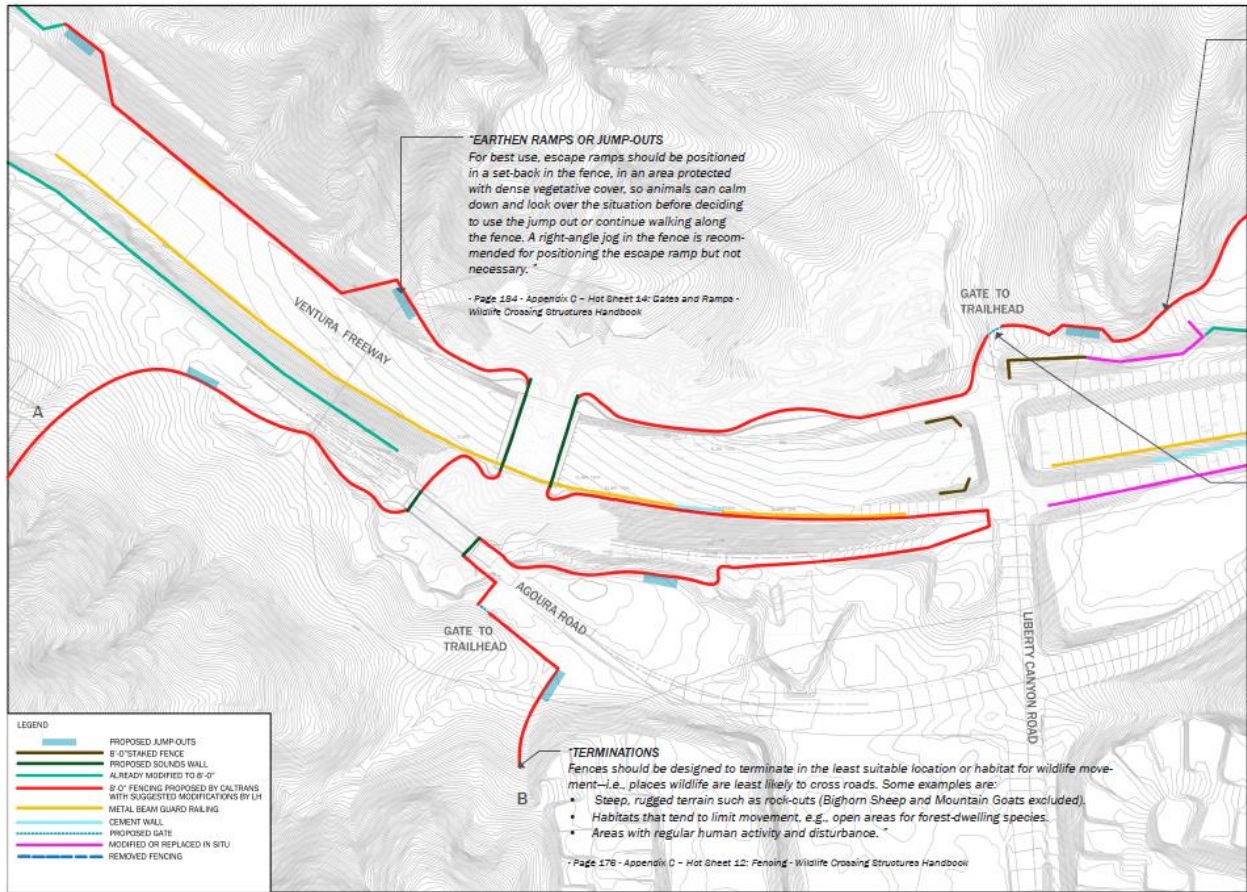 "EARTHEN RAMPS OR JUMP-OUTS
For best use, escape ramps should be positioned
in a set-back in the fence, in an area protected
with dense vegetative cover, so animals can calm
down and look over the situation before deciding
to use the jump out or continue walking along
the fence. A right-angle jog in the fence is recom-
mended for positioning the escape ramp but not
necessary. "
- Page 184 - Appendix C – Hot Sheet 14: Gates and Ramps -
Wildlife Crossing Structures Handbook
GATE TO
TRAILHEAD
VENTURA FREEWAY
A
AGOURA ROAD
GATE TO
TRAILHEAD
LIBERTY CANYON ROAD
B
"TERMINATIONS
Fences should be designed to terminate in the least suitable location or habitat for wildlife move-
ment—i.e., places wildlife are least likely to cross roads. Some examples are:
• Steep, rugged terrain such as rock-cuts (Bighorn Sheep and Mountain Goats excluded).
• Habitats that tend to limit movement, e.g., open areas for forest-dwelling species.
• Areas with regular human activity and disturbance. "
- Page 176 - Appendix C – Hot Sheet 12: Fencing - Wildlife Crossing Structures Handbook
LEGEND
PROPOSED JUMP-OUTS
8'-0"STAKED FENCE
PROPOSED SOUNDS WALL
ALREADY MODIFIED TO 8'-0"
8'-0" FENCING PROPOSED BY CALTRANS
WITH SUGGESTED MODIFICATIONS BY LH
METAL BEAM GUARD RAILING
CEMENT WALL
PROPOSED GATE
MODIFIED OR REPLACED IN SITU
REMOVED FENCING